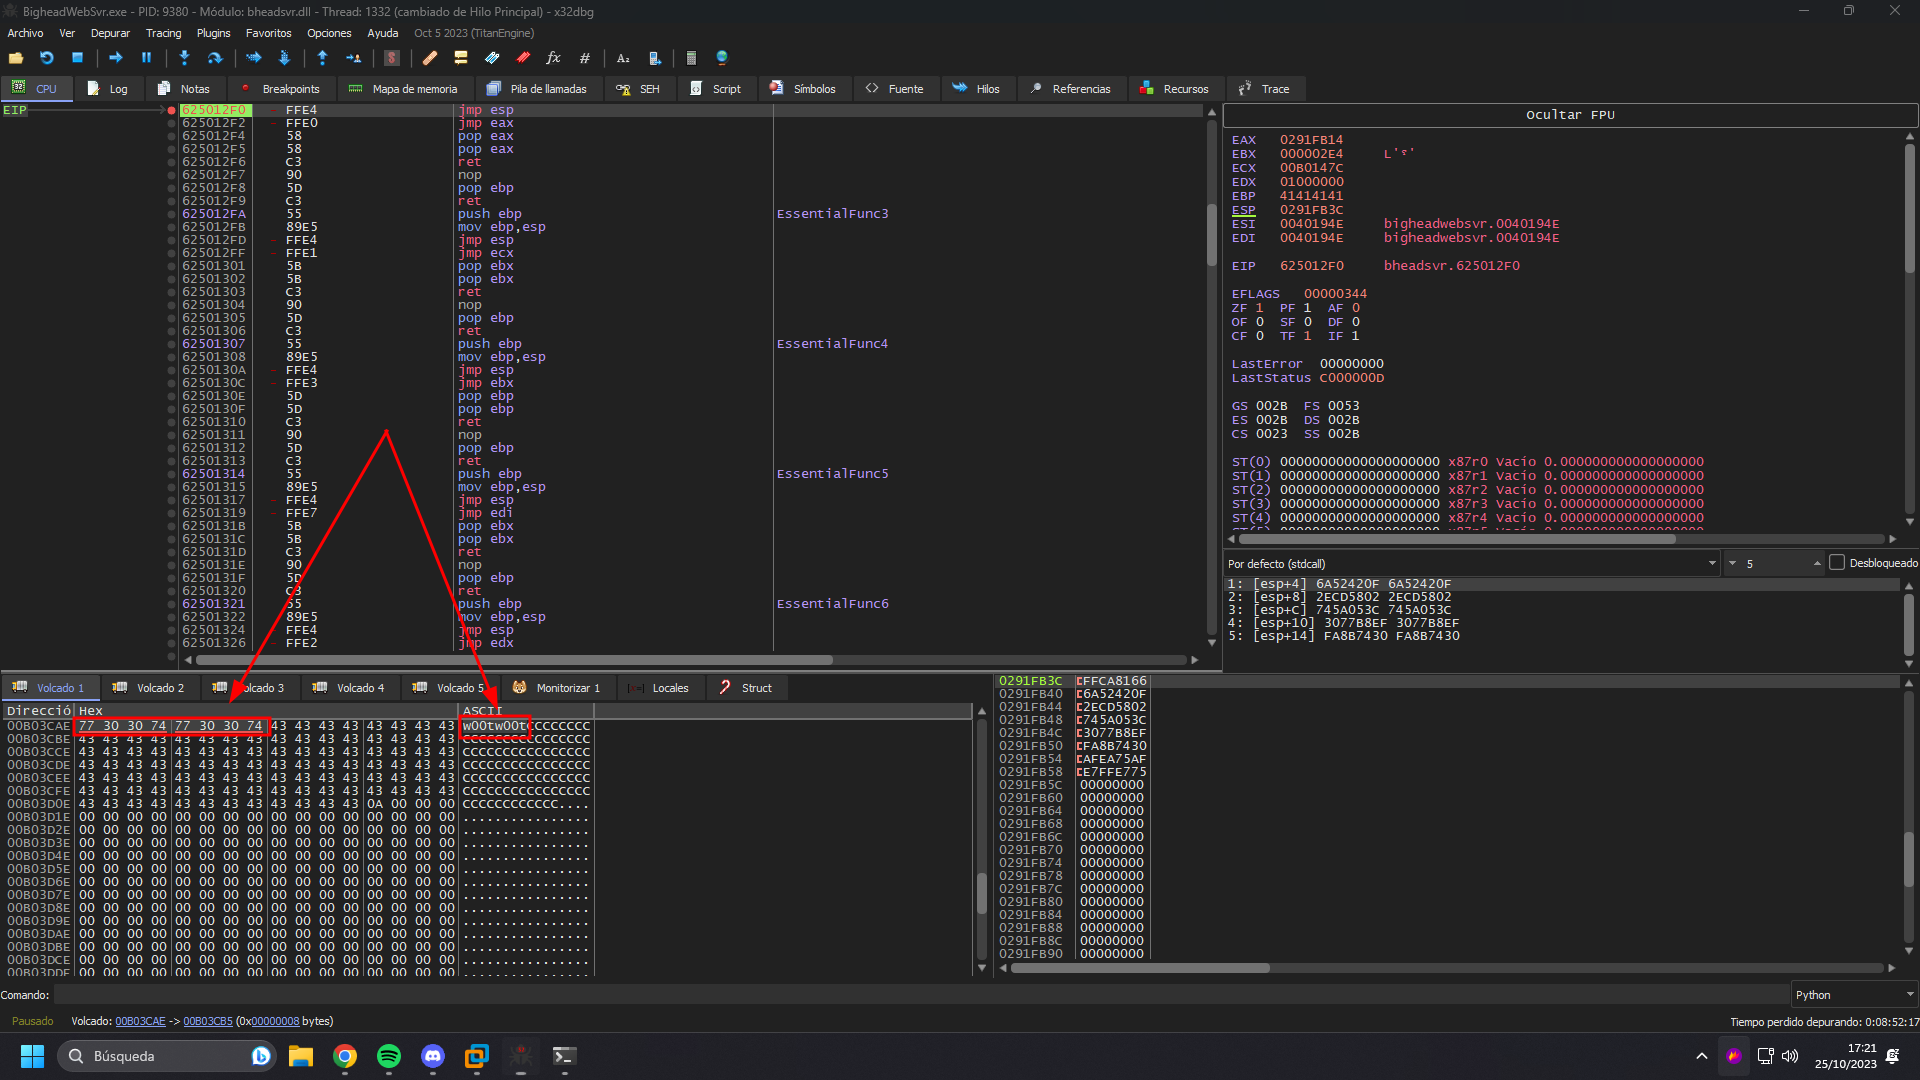 BigheadWebSvr.exe - PID: 9380 - Módulo: bheadsvr.dll - Thread: 1332 (cambiado de Hilo Principal) - x32dbg
Archivo Ver Depurar Tracing Plugins Favoritos Opciones Ayuda Oct 5 2023 (TitanEngine)
CPU Log Notas Breakpoints Mapa de memoria Pila de llamadas SEH Script Símbolos Fuente Hilos Referencias Recursos Trace
EIP
625012F0 FFE4 jmp esp
625012F2 FFE0 jmp eax
625012F4 58 pop eax
625012F5 58 pop eax
625012F6 C3 ret
625012F7 90 nop
625012F8 5D pop ebp
625012F9 C3 ret
625012FA 55 push ebp EssentialFunc3
625012FB 89E5 mov ebp,esp
625012FD FFE4 jmp esp
625012FF FFE1 jmp ecx
62501301 5B pop ebx
62501302 5B pop ebx
62501303 C3 ret
62501304 90 nop
62501305 5D pop ebp
62501306 C3 ret
62501307 55 push ebp EssentialFunc4
62501308 89E5 mov ebp,esp
6250130A FFE4 jmp esp
6250130C FFE3 jmp ebx
6250130E 5D pop ebp
6250130F 5D pop ebp
62501310 C3 ret
62501311 90 nop
62501312 5D pop ebp
62501313 C3 ret
62501314 55 push ebp EssentialFunc5
62501315 89E5 mov ebp,esp
62501317 FFE4 jmp esp
62501319 FFE7 jmp edi
6250131B 5B pop ebx
6250131C 5B pop ebx
6250131D C3 ret
6250131E 90 nop
6250131F 5D pop ebp
62501320 C3 ret
62501321 55 push ebp EssentialFunc6
62501322 89E5 mov ebp,esp
62501324 FFE4 jmp esp
62501326 FFE2 jmp edx
Ocultar FPU
EAX 0291FB14
EBX 000002E4
ECX 00B0147C
EDX 01000000
EBP 41414141
ESP 0291FB3C
ESI 0040194E bigheadwebsvr.0040194E
EDI 0040194E bigheadwebsvr.0040194E
EIP 625012F0 bheadsvr.625012F0
EFLAGS 00000344
ZF 1 PF 1 AF 0
OF 0 SF 0 DF 0
CF 0 TF 1 IF 1
LastError 00000000
LastStatus C000000D
GS 002B FS 0053
ES 002B DS 002B
CS 0023 SS 002B
ST(0) 00000000000000000000 x87r0 Vacío 0.000000000000000000
ST(1) 00000000000000000000 x87r1 Vacío 0.000000000000000000
ST(2) 00000000000000000000 x87r2 Vacío 0.000000000000000000
ST(3) 00000000000000000000 x87r3 Vacío 0.000000000000000000
ST(4) 00000000000000000000 x87r4 Vacío 0.000000000000000000
Por defecto (stdcall) 5 Desbloqueado
1: [esp+4] 6A52420F 6A52420F
2: [esp+8] 2ECD5802 2ECD5802
3: [esp+C] 745A053C 745A053C
4: [esp+10] 3077B8EF 3077B8EF
5: [esp+14] FA8B7430 FA8B7430
Volcado 1 Volcado 2 Volcado 3 Volcado 4 Volcado 5 Monitorizar 1 Locales Struct
Direcció Hex ASCII
00B03CAE 77 30 30 74 77 30 30 74 43 43 43 43 43 43 43 43 w00tw00tCCCCCCCC
00B03CBE 43 43 43 43 43 43 43 43 43 43 43 43 43 43 43 43 CCCCCCCCCCCCCCCC
00B03CCE 43 43 43 43 43 43 43 43 43 43 43 43 43 43 43 43 CCCCCCCCCCCCCCCC
00B03CDE 43 43 43 43 43 43 43 43 43 43 43 43 43 43 43 43 CCCCCCCCCCCCCCCC
00B03CEE 43 43 43 43 43 43 43 43 43 43 43 43 43 43 43 43 CCCCCCCCCCCCCCCC
00B03CFE 43 43 43 43 43 43 43 43 43 43 43 43 43 43 43 43 CCCCCCCCCCCCCCCC
00B03D0E 43 43 43 43 43 43 43 43 43 43 43 43 0A 00 00 00 CCCCCCCCCCCC....
00B03D1E 00 00 00 00 00 00 00 00 00 00 00 00 00 00 00 00 ................
00B03D2E 00 00 00 00 00 00 00 00 00 00 00 00 00 00 00 00 ................
00B03D3E 00 00 00 00 00 00 00 00 00 00 00 00 00 00 00 00 ................
00B03D4E 00 00 00 00 00 00 00 00 00 00 00 00 00 00 00 00 ................
00B03D5E 00 00 00 00 00 00 00 00 00 00 00 00 00 00 00 00 ................
00B03D6E 00 00 00 00 00 00 00 00 00 00 00 00 00 00 00 00 ................
00B03D7E 00 00 00 00 00 00 00 00 00 00 00 00 00 00 00 00 ................
00B03D8E 00 00 00 00 00 00 00 00 00 00 00 00 00 00 00 00 ................
00B03D9E 00 00 00 00 00 00 00 00 00 00 00 00 00 00 00 00 ................
00B03DAE 00 00 00 00 00 00 00 00 00 00 00 00 00 00 00 00 ................
00B03DBE 00 00 00 00 00 00 00 00 00 00 00 00 00 00 00 00 ................
00B03DCE 00 00 00 00 00 00 00 00 00 00 00 00 00 00 00 00 ................
00B03DDE 00 00 00 00 00 00 00 00 00 00 00 00 00 00 00 00 ................
0291FB3C FFCA8166
0291FB40 6A52420F
0291FB44 2ECD5802
0291FB48 745A053C
0291FB4C 3077B8EF
0291FB50 FA8B7430
0291FB54 AFEA75AF
0291FB58 E7FFE775
0291FB5C 00000000
0291FB60 00000000
0291FB64 00000000
0291FB68 00000000
0291FB6C 00000000
0291FB70 00000000
0291FB74 00000000
0291FB78 00000000
0291FB7C 00000000
0291FB80 00000000
0291FB84 00000000
0291FB88 00000000
0291FB8C 00000000
0291FB90 00000000
Comando: Python
Pausado Volcado: 00B03CAE -> 00B03CB5 (0x00000008 bytes) Tiempo perdido depurando: 0:08:52:17
Búsqueda 17:21
25/10/2023